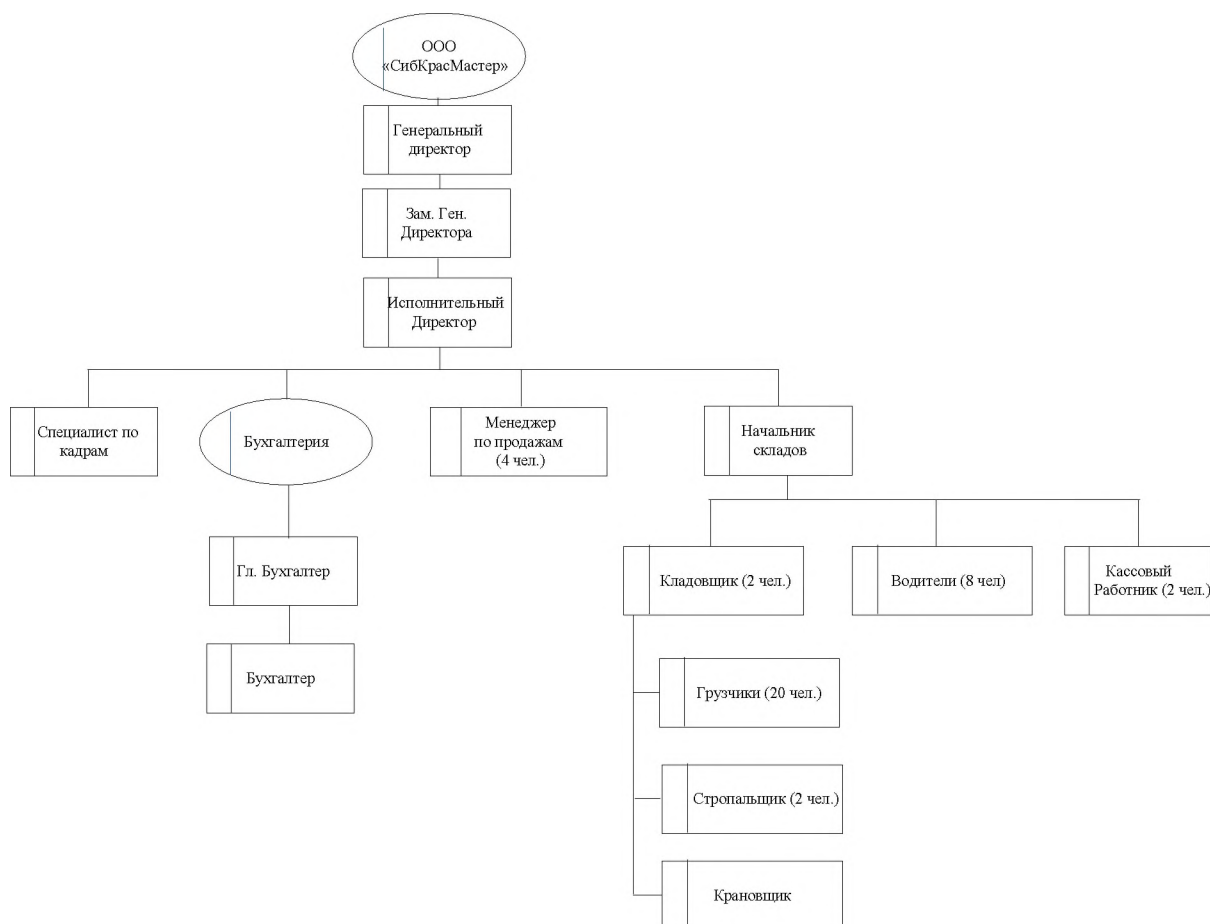 ООО
«СибКрасМастер»
Генеральный
директор
Зам. Ген.
Директора
Исполнительный
Директор
Специалист по
кадрам
Бухгалтерия
Менеджер
по продажам
(4 чел.)
Начальник
складов
Гл. Бухгалтер
Бухгалтер
Кладовщик (2 чел.)
Водители (8 чел)
Кассовый
Работник (2 чел.)
Грузчики (20 чел.)
Стропальщик (2 чел.)
Крановщик